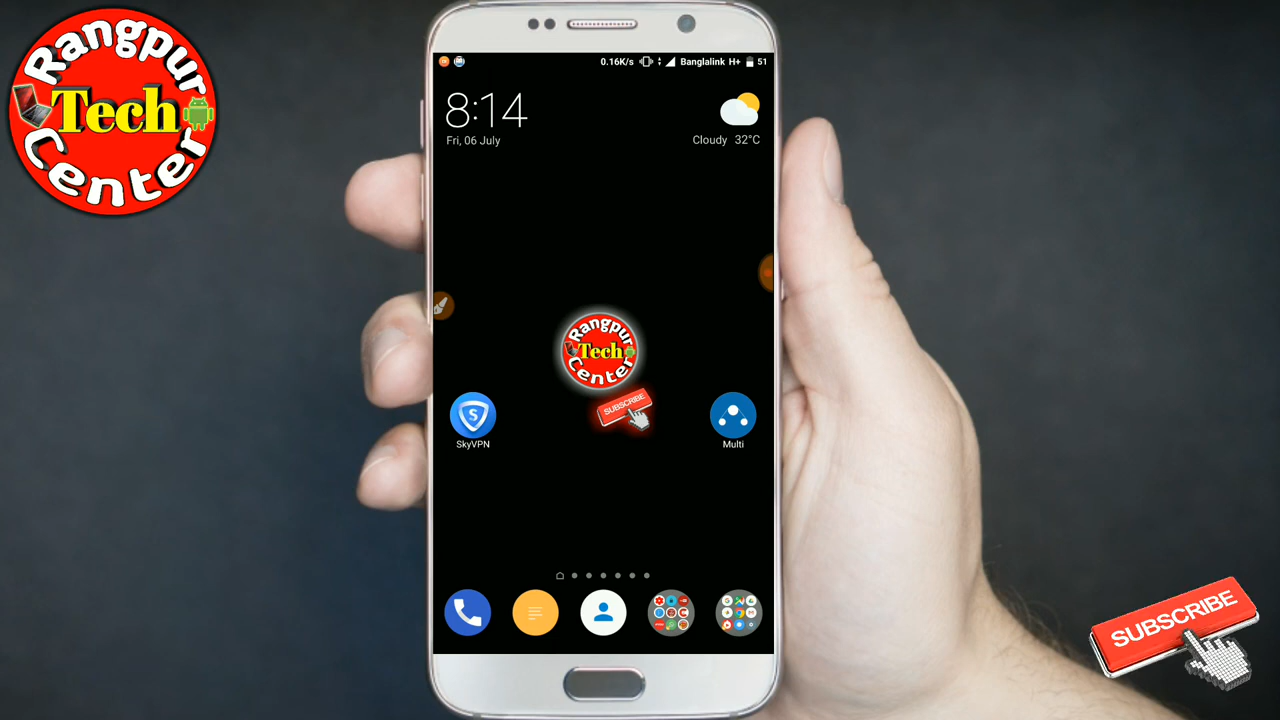 Rangpur
Tech
Center
0.16K/s Banglalink H+ 51
8:14
Fri, 06 July
Cloudy 32°C
Rangpur
Tech
Center
SUBSCRIBE
S
SkyVPN
Multi
SUBSCRIBE